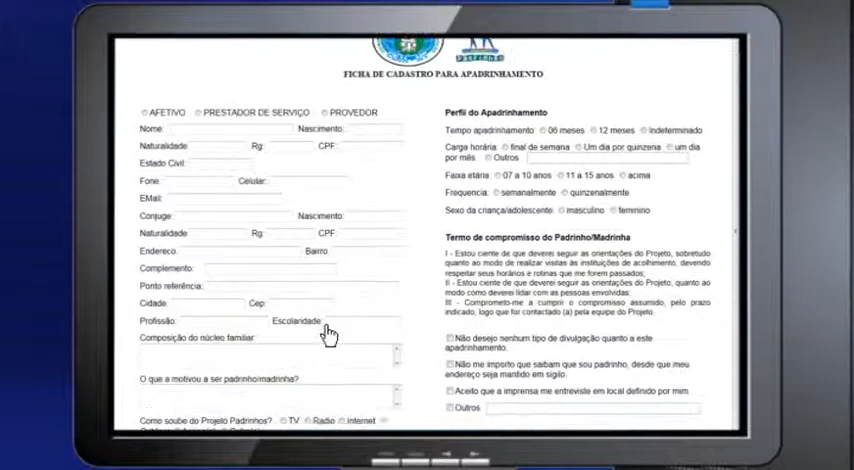 FICHA DE CADASTRO PARA APADRINHAMENTO
AFETIVO PRESTADOR DE SERVIÇO PROVEDOR
Nome: Nascimento:
Naturalidade Rg: CPF:
Estado Civil:
Fone: Celular:
EMail:
Conjuge: Nascimento:
Naturalidade Rg: CPF:
Endereco: Bairro:
Complemento:
Ponto referência:
Cidade: Cep:
Profissão: Escolaridade:
Composição do núcleo familiar:
O que a motivou a ser padrinho/madrinha?
Como soube do Projeto Padrinhos? TV Radio Internet
Perfil do Apadrinhamento
Tempo apadrinhamento: 06 meses 12 meses Indeterminado
Carga horária: final de semana Um dia por quinzena um dia
por mês Outros
Faixa etária: 07 a 10 anos 11 a 15 anos acima
Frequencia: semanalmente quinzenalmente
Sexo da criança/adolescente: masculino feminino
Termo de compromisso do Padrinho/Madrinha
I - Estou ciente de que deverei seguir as orientações do Projeto, sobretudo
quanto ao modo de realizar visitas às instituições de acolhimento, devendo
respeitar seus horários e rotinas que me forem passados;
II - Estou ciente de que deverei seguir as orientações do Projeto, quanto ao
modo como deverei lidar com as pessoas envolvidas;
III - Comprometo-me a cumprir o compromisso assumido, pelo prazo
indicado, logo que for contactado (a) pela equipe do Projeto.
Não desejo nenhum tipo de divulgação quanto a este
apadrinhamento.
Não me importo que saibam que sou padrinho, desde que meu
endereço seja mantido em sigilo.
Aceito que a imprensa me entreviste em local definido por mim.
Outros